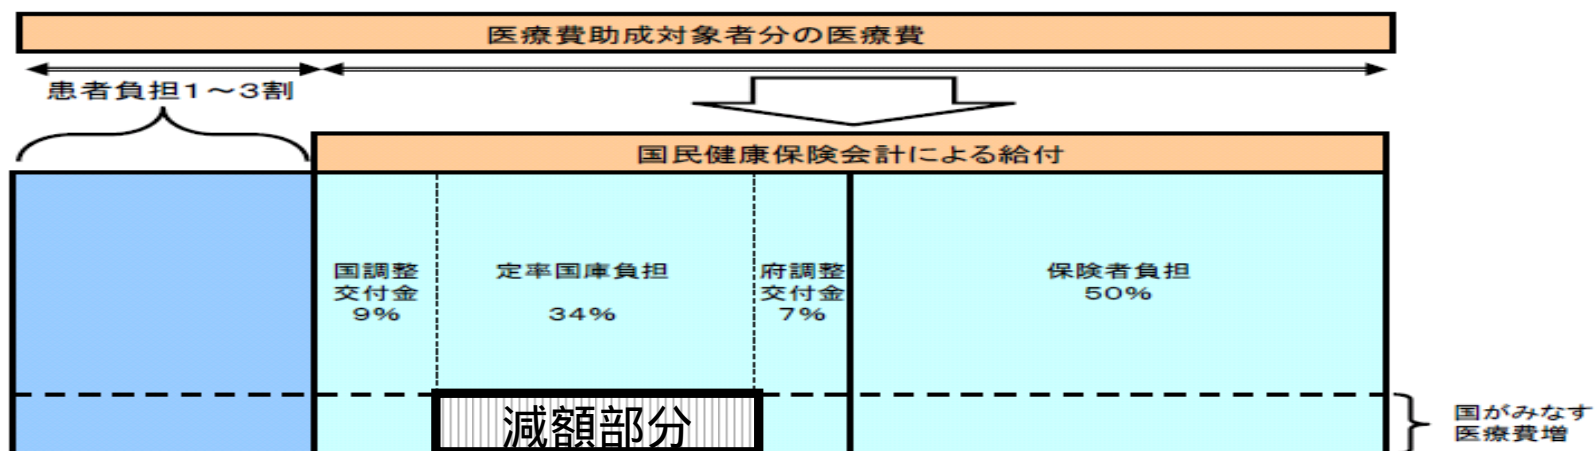 医療費助成対象者分の医療費
患者負担1~3割
国民健康保険会計による給付
国調整
交付金
9%
定率国庫負担
34%
府調整
交付金
7%
保険者負担
50%
減額部分
国がみなす
医療費増